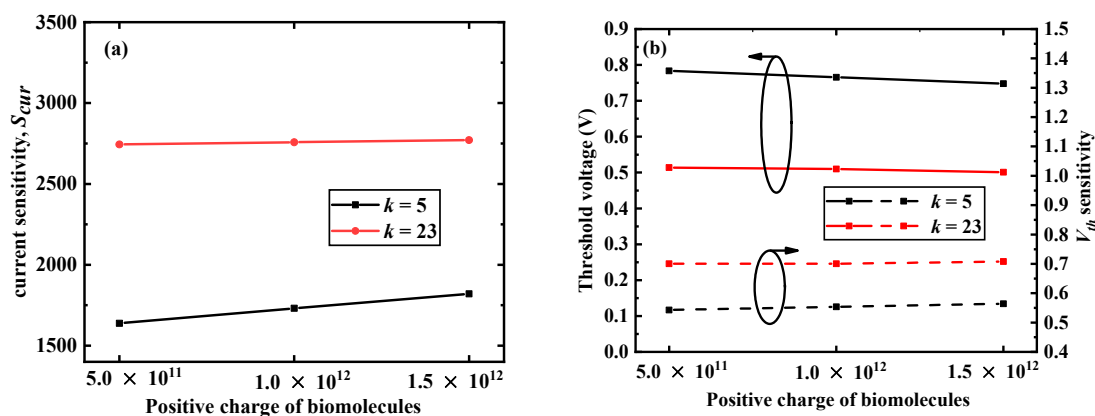 (a)
current sensitivity, S_cur
3500
3000
2500
2000
1500
k = 5
k = 23
5.0 × 10¹¹
1.0 × 10¹²
1.5 × 10¹²
Positive charge of biomolecules
(b)
Threshold voltage (V)
0.9
0.8
0.7
0.6
0.5
0.4
0.3
0.2
0.1
0.0
k = 5
k = 23
1.5
1.4
1.3
1.2
1.1
1.0
0.9
0.8
0.7
0.6
0.5
0.4
V_th sensitivity
5.0 × 10¹¹
1.0 × 10¹²
1.5 × 10¹²
Positive charge of biomolecules